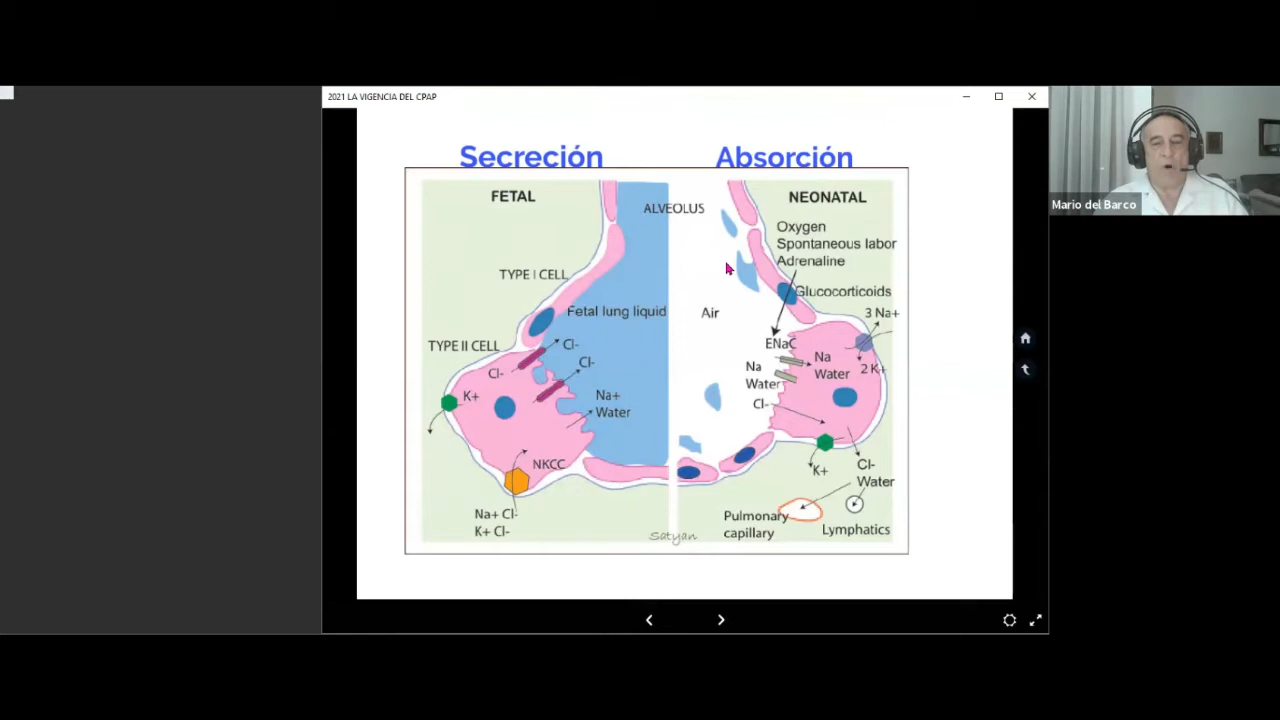 2021 LA VIGENCIA DEL CPAP
Mario del Barco
Secreción
Absorción
FETAL
ALVEOLUS
NEONATAL
Oxygen
Spontaneous labor
Adrenaline
TYPE I CELL
Glucocorticoids
Fetal lung liquid
Air
3 Na+
TYPE II CELL
Cl-
ENaC
Cl-
Cl-
Na
Water
Na
Water
2 K+
K+
Na+
Water
Cl-
NKCC
K+
Cl-
Water
Na+ Cl-
K+ Cl-
Pulmonary
capillary
Lymphatics
Satyan